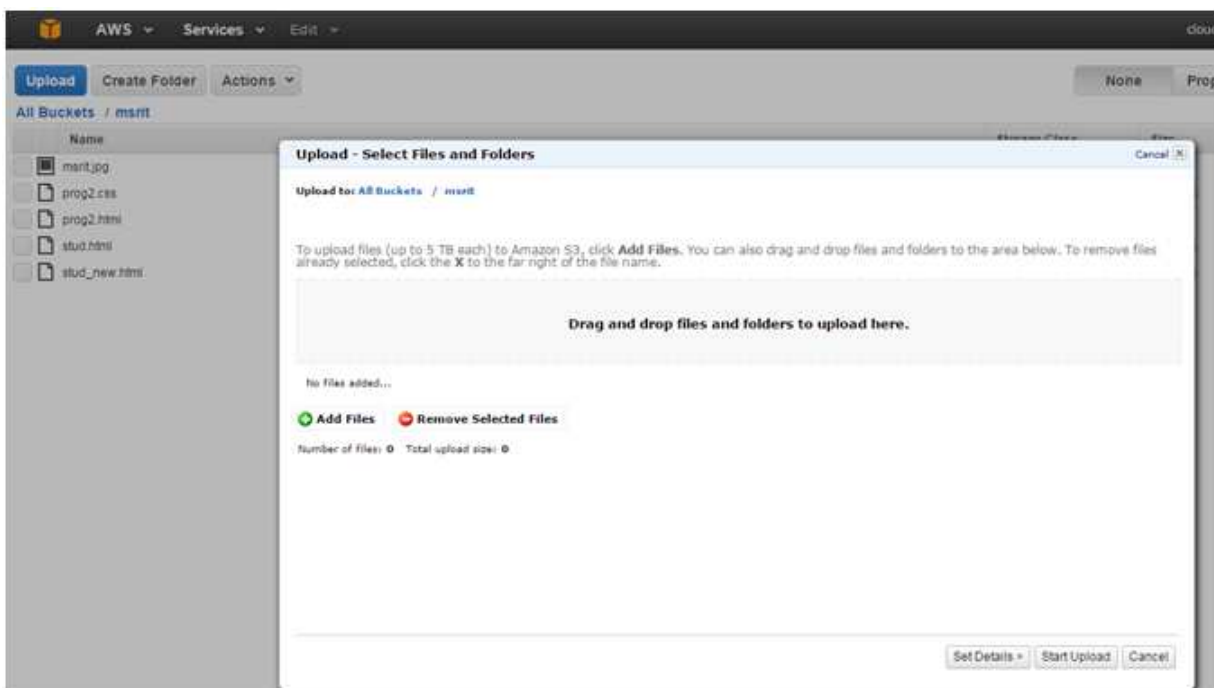 AWS Services Edit
Upload Create Folder Actions None
All Buckets / msrit
Name Storage Class Size
msrit.jpg
prog2.css
prog2.html
stud.html
stud_new.html
Upload - Select Files and Folders Cancel X
Upload to: All Buckets / msrit
To upload files (up to 5 TB each) to Amazon S3, click Add Files. You can also drag and drop files and folders to the area below. To remove files
already selected, click the X to the far right of the file name.
Drag and drop files and folders to upload here.
No files added...
Add Files Remove Selected Files
Number of files: 0 Total upload size: 0
Set Details > Start Upload Cancel